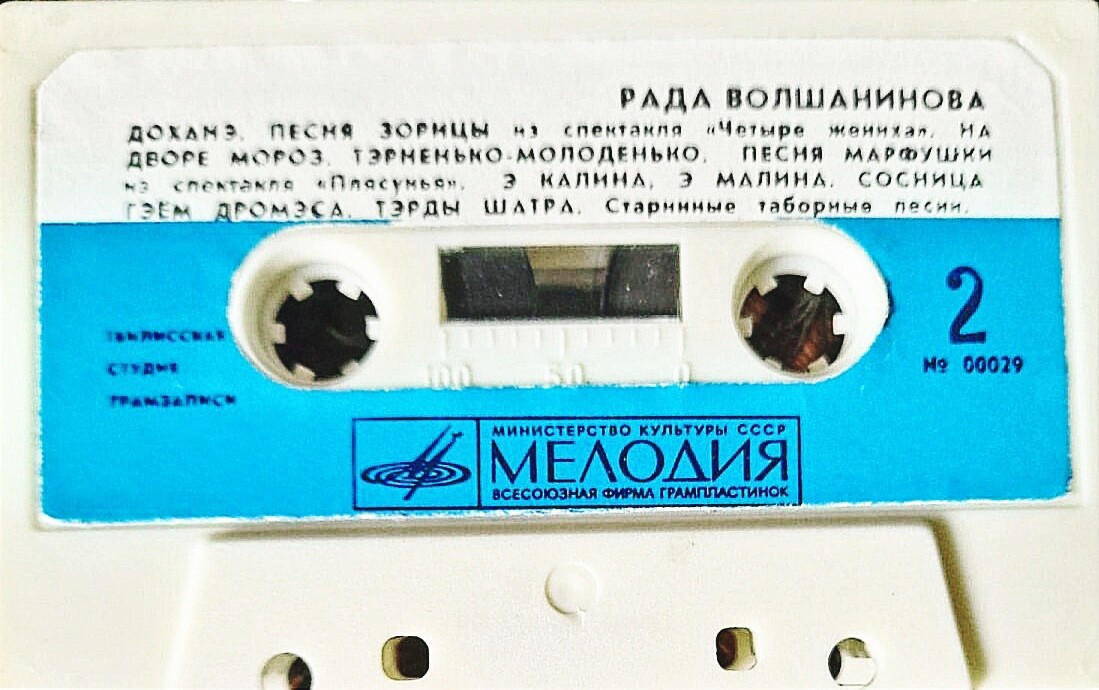 РАДА ВОЛШАНИНОВА
ДОХАНЭ. ПЕСНЯ ЗОРИЦЫ из спектакля «Четыре жениха». НА
ДВОРЕ МОРОЗ. ТЭРНЕНЬКО-МОЛОДЕНЬКО. ПЕСНЯ МАРФУШКИ
из спектакля «Плясунья». Э КАЛИНА, Э МАЛИНА. СОСНИЦА
ГЭЁМ ДРОМЭСА. ТЭРДЫ ШАТРА. Старинные таборные песни.
2
№ 00029
ТБИЛИССКАЯ
СТУДИЯ
ГРАМЗАПИСИ
100 50 0
МИНИСТЕРСТВО КУЛЬТУРЫ СССР
МЕЛОДИЯ
ВСЕСОЮЗНАЯ ФИРМА ГРАМПЛАСТИНОК